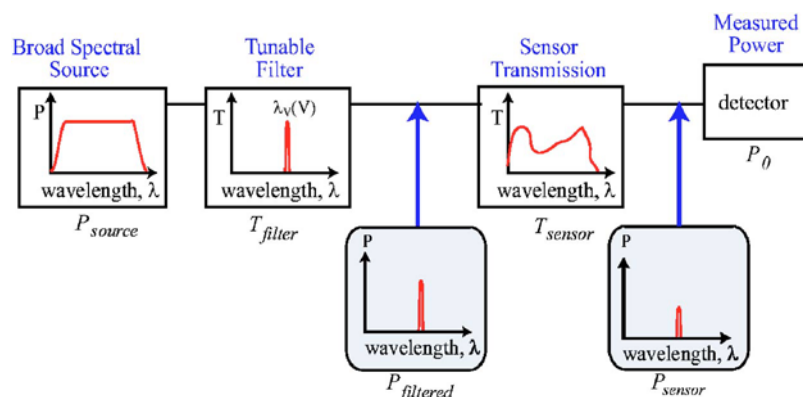 Broad Spectral
Source
P
wavelength, λ
P_source
Tunable
Filter
λ_V(V)
T
wavelength, λ
T_filter
P
wavelength, λ
P_filtered
Sensor
Transmission
T
wavelength, λ
T_sensor
P
wavelength, λ
P_sensor
Measured
Power
detector
P_0